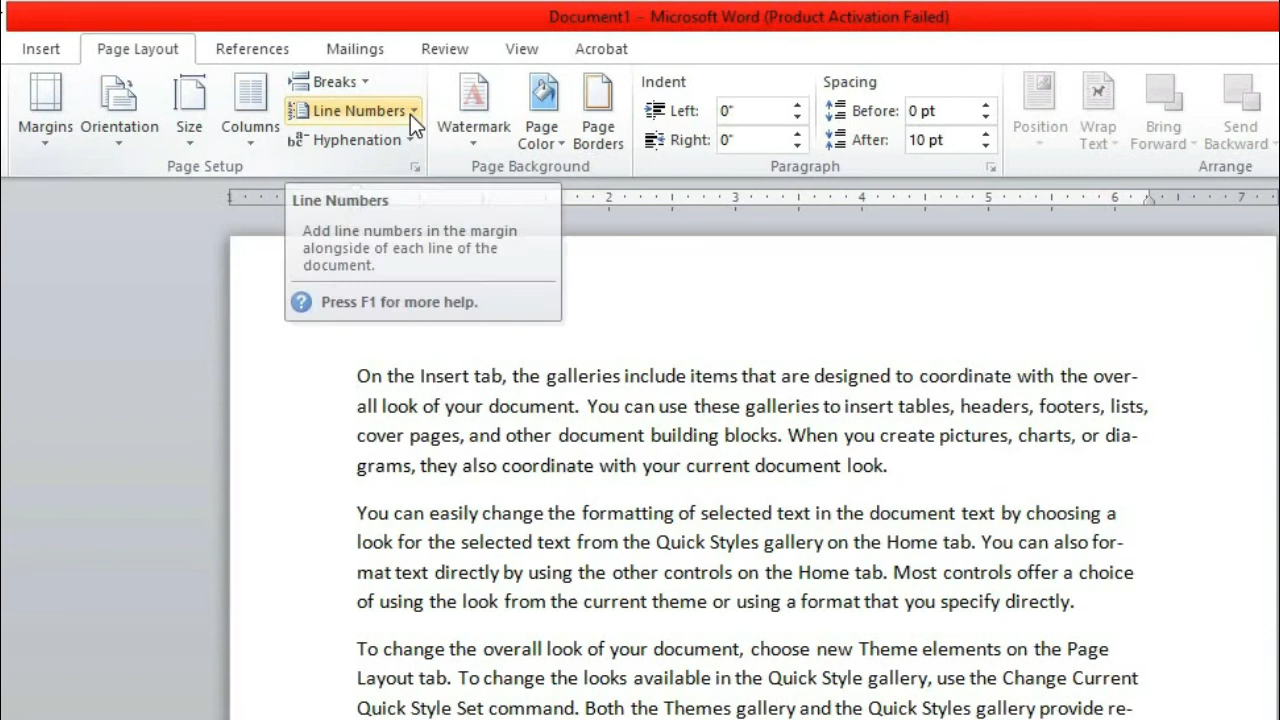 Document1 - Microsoft Word (Product Activation Failed)
Insert Page Layout References Mailings Review View Acrobat
Margins Orientation Size Columns
Breaks
Line Numbers
Hyphenation
Page Setup
Watermark Page Color Page Borders
Page Background
Indent
Left: 0"
Right: 0"
Spacing
Before: 0 pt
After: 10 pt
Paragraph
Position Wrap Text Bring Forward Send Backward
Arrange
1 2 3 4 5 6 7
Line Numbers
Add line numbers in the margin
alongside of each line of the
document.
Press F1 for more help.
On the Insert tab, the galleries include items that are designed to coordinate with the over-
all look of your document. You can use these galleries to insert tables, headers, footers, lists,
cover pages, and other document building blocks. When you create pictures, charts, or dia-
grams, they also coordinate with your current document look.
You can easily change the formatting of selected text in the document text by choosing a
look for the selected text from the Quick Styles gallery on the Home tab. You can also for-
mat text directly by using the other controls on the Home tab. Most controls offer a choice
of using the look from the current theme or using a format that you specify directly.
To change the overall look of your document, choose new Theme elements on the Page
Layout tab. To change the looks available in the Quick Style gallery, use the Change Current
Quick Style Set command. Both the Themes gallery and the Quick Styles gallery provide re-